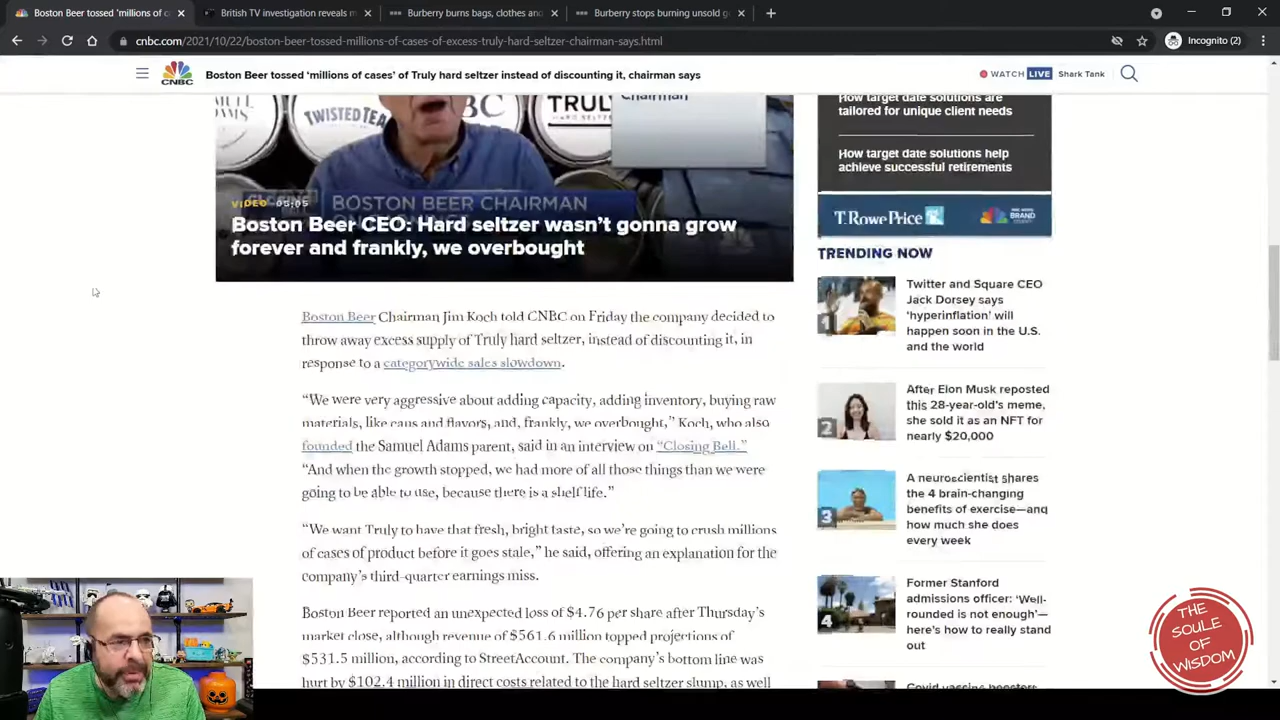 Boston Beer tossed 'millions of c
British TV investigation reveals m
Burberry burns bags, clothes and
Burberry stops burning unsold g
cnbc.com/2021/10/22/boston-beer-tossed-millions-of-cases-of-excess-truly-hard-seltzer-chairman-says.html
Incognito (2)
CNBC
Boston Beer tossed ‘millions of cases’ of Truly hard seltzer instead of discounting it, chairman says
WATCH LIVE Shark Tank
TWISTED TEA
BC
TRULY
HARD SELTZER
Chairman
VIDEO 05:05
BOSTON BEER CHAIRMAN
Boston Beer CEO: Hard seltzer wasn’t gonna grow
forever and frankly, we overbought
Boston Beer Chairman Jim Koch told CNBC on Friday the company decided to
throw away excess supply of Truly hard seltzer, instead of discounting it, in
response to a categorywide sales slowdown.
“We were very aggressive about adding capacity, adding inventory, buying raw
materials, like cans and flavors, and, frankly, we overbought,” Koch, who also
founded the Samuel Adams parent, said in an interview on “Closing Bell.”
“And when the growth stopped, we had more of all those things than we were
going to be able to use, because there is a shelf life.”
“We want Truly to have that fresh, bright taste, so we’re going to crush millions
of cases of product before it goes stale,” he said, offering an explanation for the
company’s third-quarter earnings miss.
Boston Beer reported an unexpected loss of $4.76 per share after Thursday’s
market close, although revenue of $561.6 million topped projections of
$531.5 million, according to StreetAccount. The company’s bottom line was
hurt by $102.4 million in direct costs related to the hard seltzer slump, as well
How target date solutions are
tailored for unique client needs
How target date solutions help
achieve successful retirements
T.RowePrice
BRAND
TRENDING NOW
1
Twitter and Square CEO
Jack Dorsey says
‘hyperinflation’ will
happen soon in the U.S.
and the world
2
After Elon Musk reposted
this 28-year-old’s meme,
she sold it as an NFT for
nearly $20,000
3
A neuroscientist shares
the 4 brain-changing
benefits of exercise—and
how much she does
every week
4
Former Stanford
admissions officer: ‘Well-
rounded is not enough’—
here’s how to really stand
out
Covid vaccine boosters
THE
SOULE
OF
WISDOM